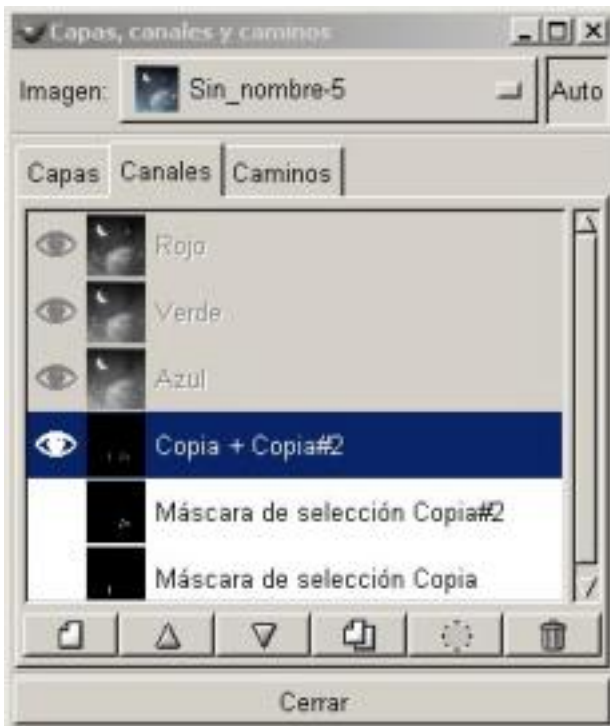 Capas, canales y caminos
Imagen: Sin_nombre-5 Auto
Capas Canales Caminos
Rojo
Verde
Azul
Copia + Copia#2
Máscara de selección Copia#2
Máscara de selección Copia
Cerrar